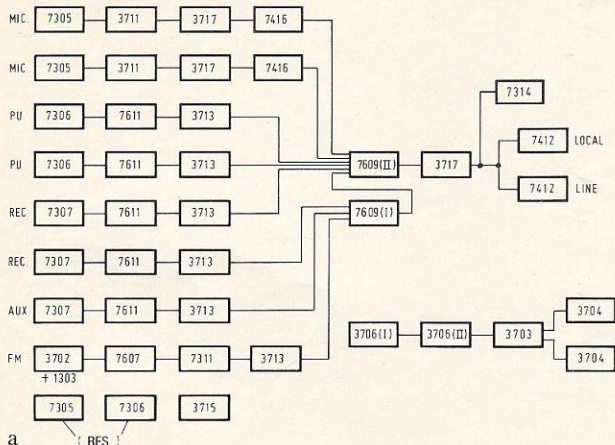 MIC 7305 3711 3717 7416
MIC 7305 3711 3717 7416
7314
PU 7306 7611 3713
7412 LOCAL
PU 7306 7611 3713 7609(II) 3717
7412 LINE
REC 7307 7611 3713 7609(I)
REC 7307 7611 3713
AUX 7307 7611 3713
3704
3706(I) 3706(II) 3703
FM 3702 7607 7311 3713
3704
+ 1303
7305 7306 3715
a ( RES )